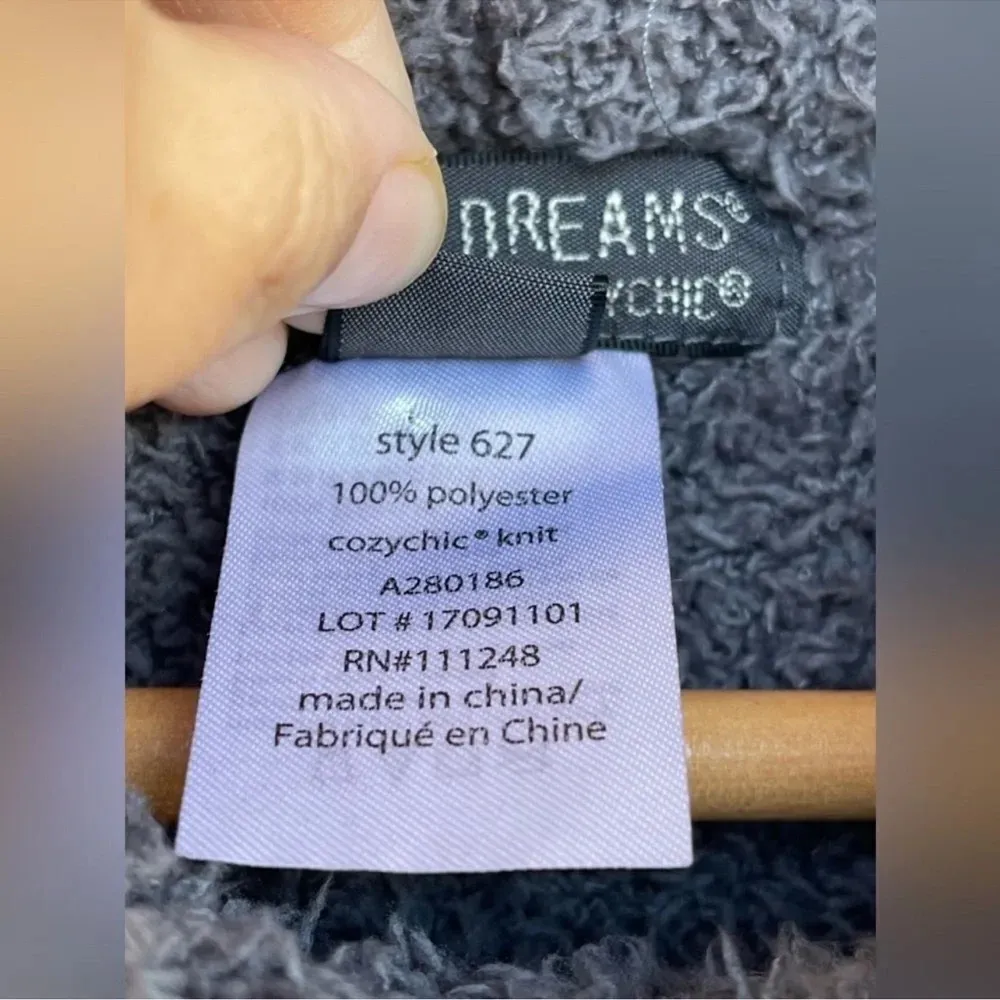 DREAMS®
YCHIC®
style 627
100% polyester
cozychic® knit
A280186
LOT # 17091101
RN#111248
made in china/
Fabriqué en Chine